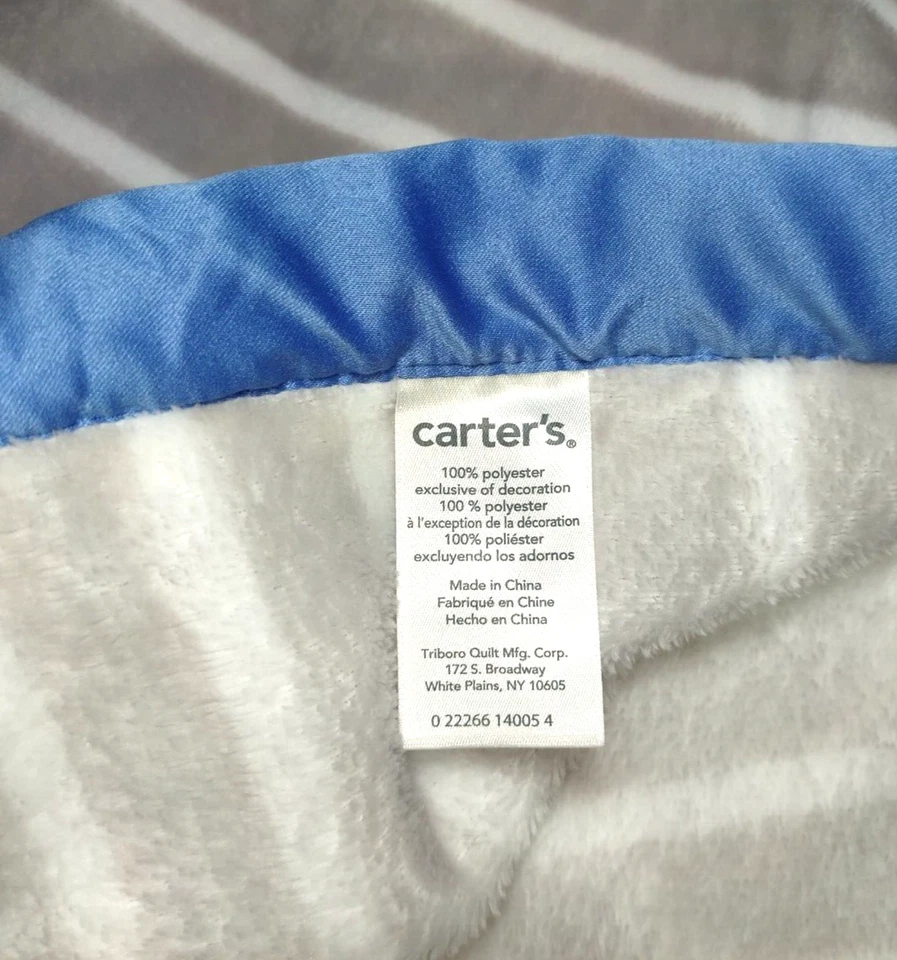 carter's®
100% polyester
exclusive of decoration
100 % polyester
à l'exception de la décoration
100% poliéster
excluyendo los adornos
Made in China
Fabriqué en Chine
Hecho en China
Triboro Quilt Mfg. Corp.
172 S. Broadway
White Plains, NY 10605
0 22266 14005 4